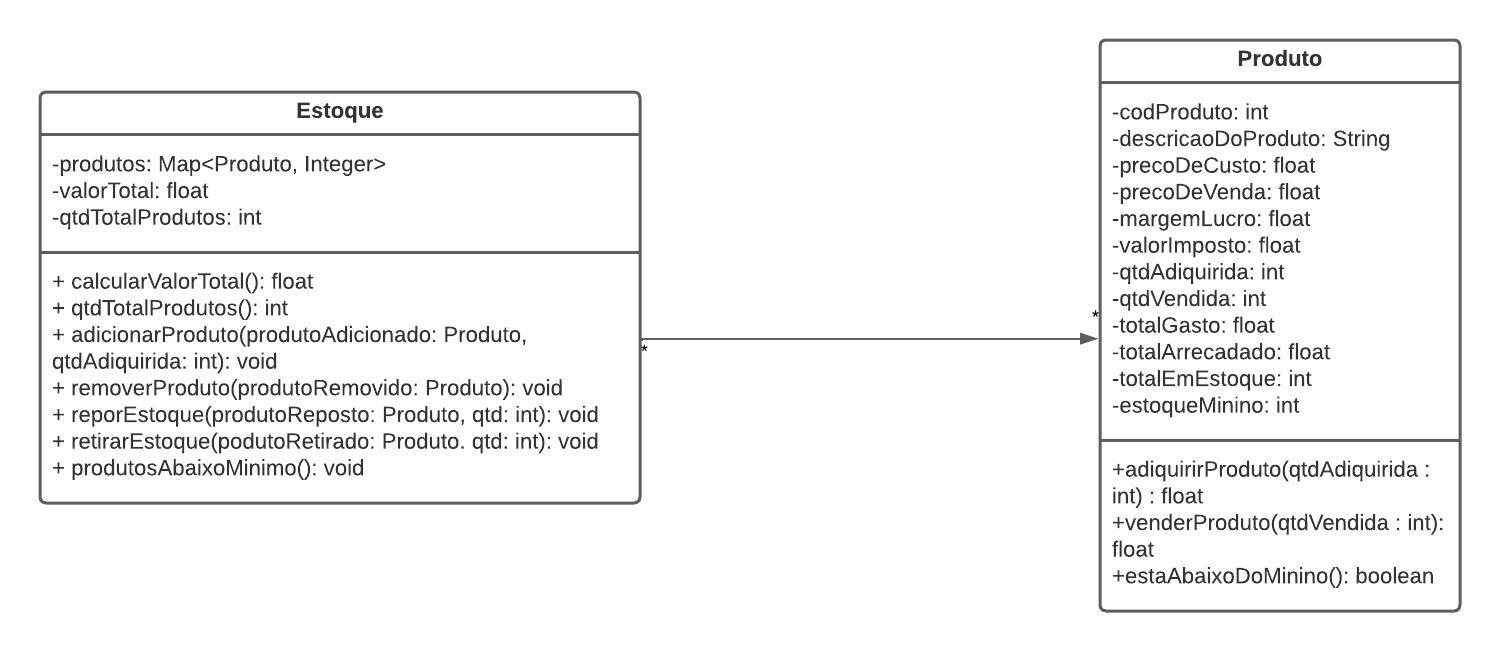 Estoque
-produtos: Map<Produto, Integer>
-valorTotal: float
-qtdTotalProdutos: int
+ calcularValorTotal(): float
+ qtdTotalProdutos(): int
+ adicionarProduto(produtoAdicionado: Produto,
qtdAdiquirida: int): void
+ removerProduto(produtoRemovido: Produto): void
+ reporEstoque(produtoReposto: Produto, qtd: int): void
+ retirarEstoque(podutoRetirado: Produto. qtd: int): void
+ produtosAbaixoMinimo(): void
*
*
Produto
-codProduto: int
-descricaoDoProduto: String
-precoDeCusto: float
-precoDeVenda: float
-margemLucro: float
-valorImposto: float
-qtdAdiquirida: int
-qtdVendida: int
-totalGasto: float
-totalArrecadado: float
-totalEmEstoque: int
-estoqueMinino: int
+adiquirirProduto(qtdAdiquirida :
int) : float
+venderProduto(qtdVendida : int):
float
+estaAbaixoDoMinino(): boolean